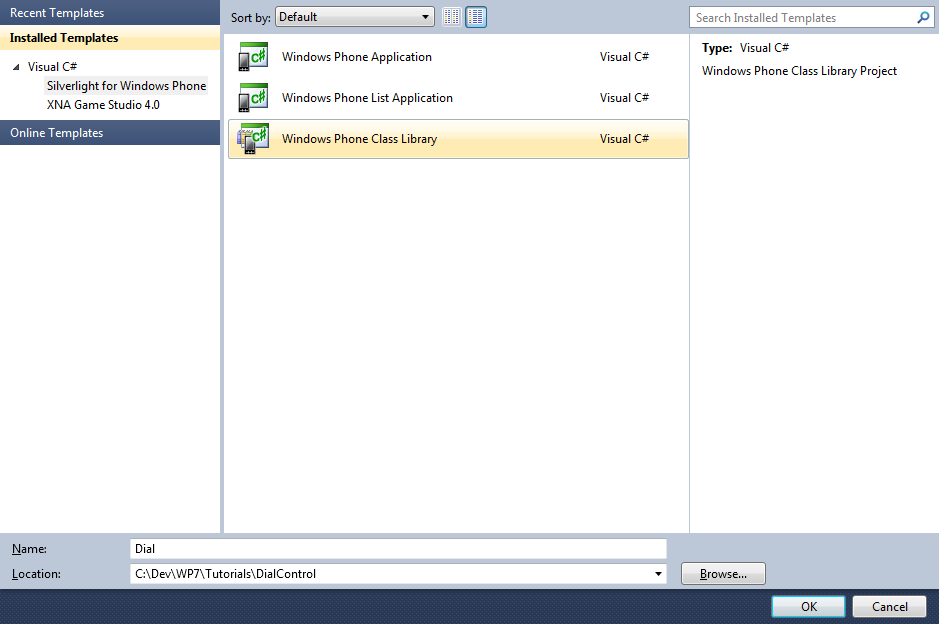 Recent Templates
Installed Templates
Visual C#
Silverlight for Windows Phone
XNA Game Studio 4.0
Online Templates
Sort by: Default
Windows Phone Application Visual C#
Windows Phone List Application Visual C#
Windows Phone Class Library Visual C#
Search Installed Templates
Type: Visual C#
Windows Phone Class Library Project
Name: Dial
Location: C:\Dev\WP7\Tutorials\DialControl
Browse...
OK Cancel